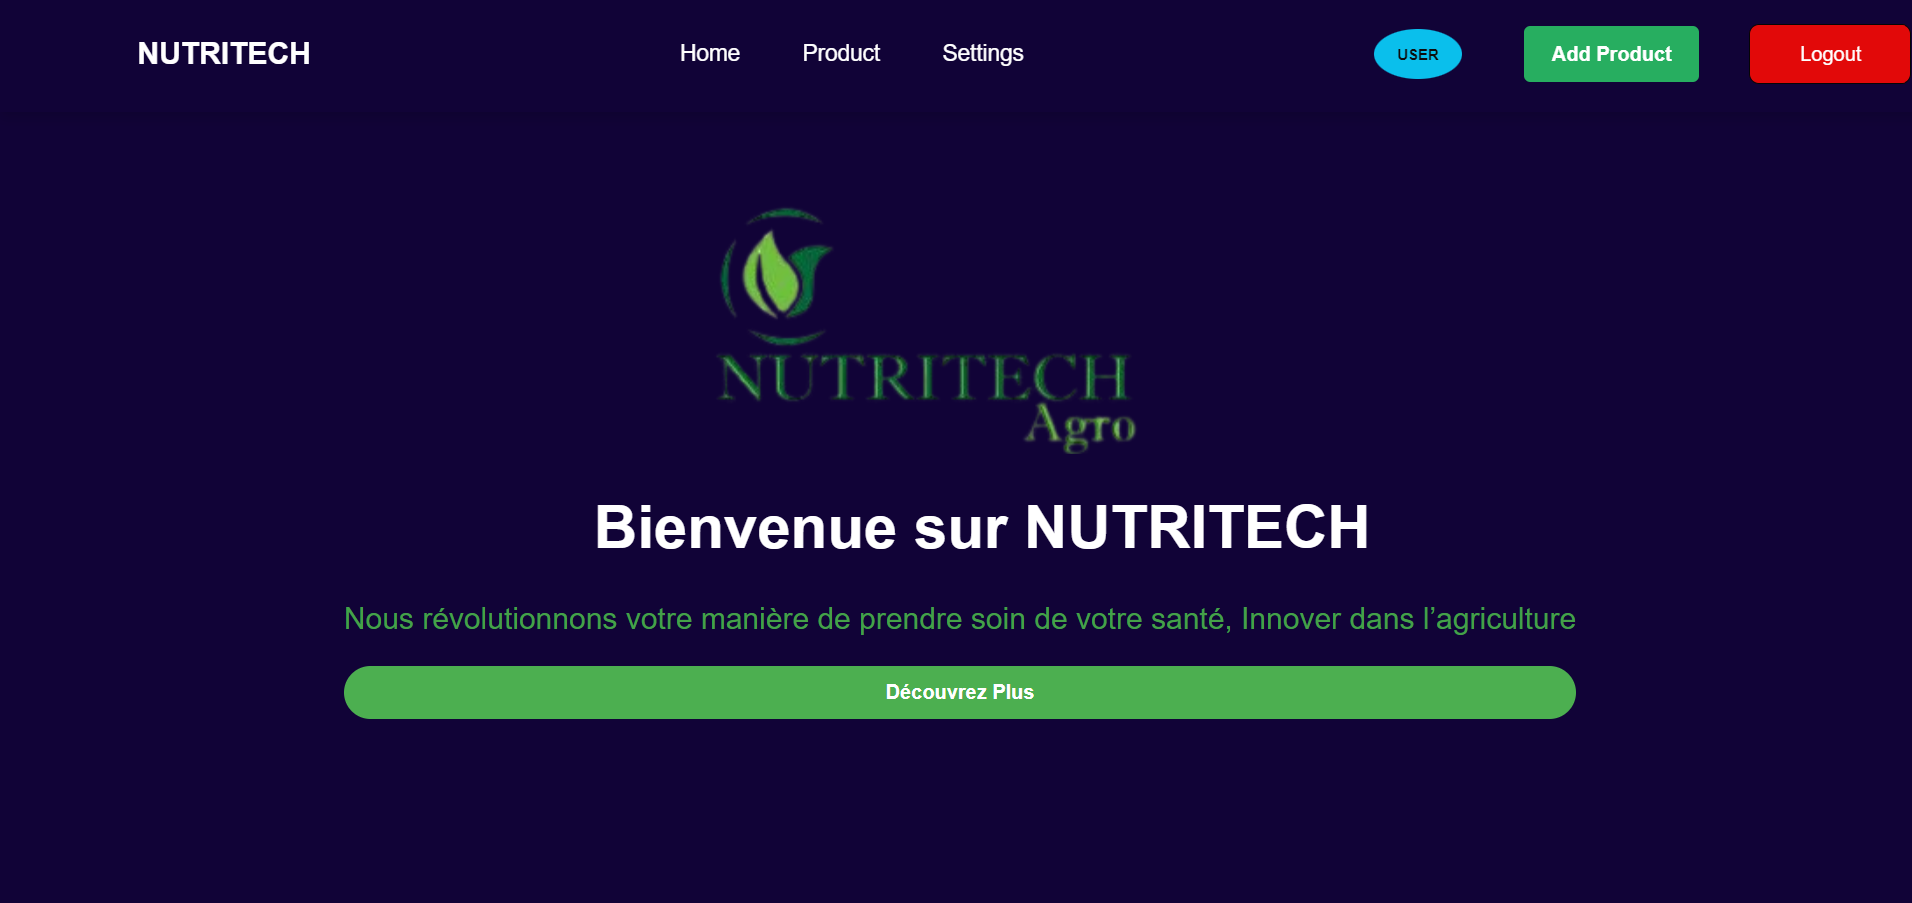 NUTRITECH
Home
Product
Settings
USER
Add Product
Logout
NUTRITECH
Agro
Bienvenue sur NUTRITECH
Nous révolutionnons votre manière de prendre soin de votre santé, Innover dans l’agriculture
Découvrez Plus